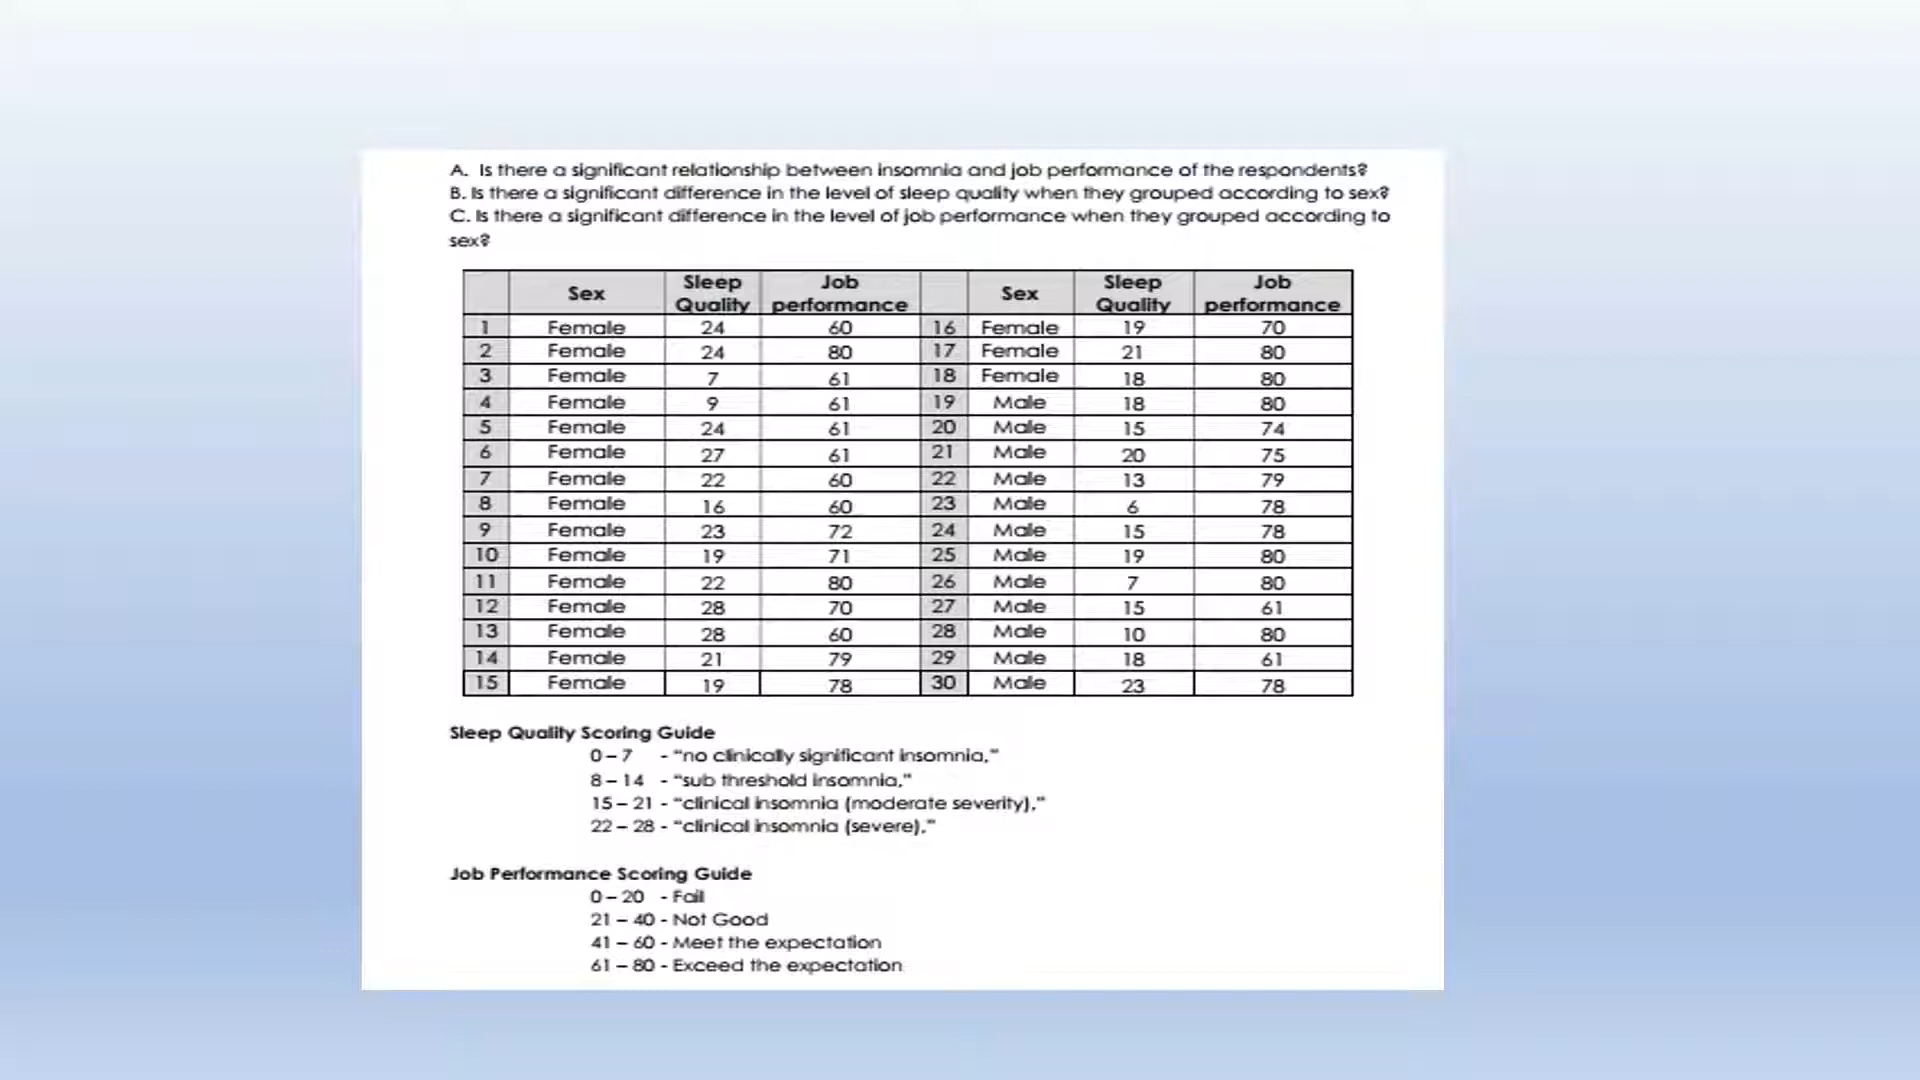 A. Is there a significant relationship between insomnia and job performance of the respondents?
B. Is there a significant difference in the level of sleep quality when they grouped according to sex?
C. Is there a significant difference in the level of job performance when they grouped according to
sex?
Sex Sleep Quality Job performance Sex Sleep Quality Job performance
1 Female 24 60 16 Female 19 70
2 Female 24 80 17 Female 21 80
3 Female 7 61 18 Female 18 80
4 Female 9 61 19 Male 18 80
5 Female 24 61 20 Male 15 74
6 Female 27 61 21 Male 20 75
7 Female 22 60 22 Male 13 79
8 Female 16 60 23 Male 6 78
9 Female 23 72 24 Male 15 78
10 Female 19 71 25 Male 19 80
11 Female 22 80 26 Male 7 80
12 Female 28 70 27 Male 15 61
13 Female 28 60 28 Male 10 80
14 Female 21 79 29 Male 18 61
15 Female 19 78 30 Male 23 78
Sleep Quality Scoring Guide
0 – 7 - "no clinically significant insomnia,"
8 – 14 - "sub threshold insomnia,"
15 – 21 - "clinical insomnia (moderate severity),"
22 – 28 - "clinical insomnia (severe),"
Job Performance Scoring Guide
0 – 20 - Fail
21 – 40 - Not Good
41 – 60 - Meet the expectation
61 – 80 - Exceed the expectation